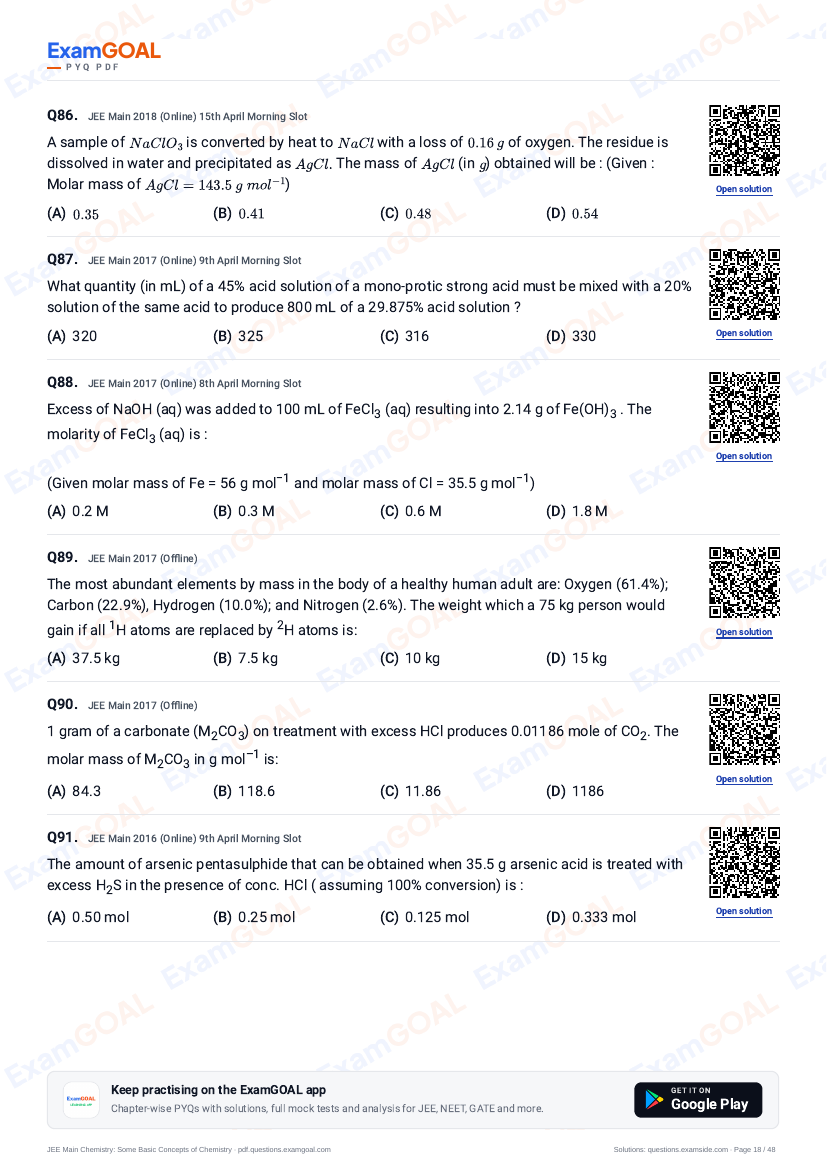 ExamGOAL
PYQ PDF
Q86. JEE Main 2018 (Online) 15th April Morning Slot
A sample of NaClO₃ is converted by heat to NaCl with a loss of 0.16 g of oxygen. The residue is
dissolved in water and precipitated as AgCl. The mass of AgCl (in g) obtained will be : (Given :
Molar mass of AgCl = 143.5 g mol⁻¹)
Open solution
(A) 0.35 (B) 0.41 (C) 0.48 (D) 0.54
Q87. JEE Main 2017 (Online) 9th April Morning Slot
What quantity (in mL) of a 45% acid solution of a mono-protic strong acid must be mixed with a 20%
solution of the same acid to produce 800 mL of a 29.875% acid solution ?
Open solution
(A) 320 (B) 325 (C) 316 (D) 330
Q88. JEE Main 2017 (Online) 8th April Morning Slot
Excess of NaOH (aq) was added to 100 mL of FeCl₃ (aq) resulting into 2.14 g of Fe(OH)₃ . The
molarity of FeCl₃ (aq) is :
Open solution
(Given molar mass of Fe = 56 g mol⁻¹ and molar mass of Cl = 35.5 g mol⁻¹)
(A) 0.2 M (B) 0.3 M (C) 0.6 M (D) 1.8 M
Q89. JEE Main 2017 (Offline)
The most abundant elements by mass in the body of a healthy human adult are: Oxygen (61.4%);
Carbon (22.9%), Hydrogen (10.0%); and Nitrogen (2.6%). The weight which a 75 kg person would
gain if all ¹H atoms are replaced by ²H atoms is:
Open solution
(A) 37.5 kg (B) 7.5 kg (C) 10 kg (D) 15 kg
Q90. JEE Main 2017 (Offline)
1 gram of a carbonate (M₂CO₃) on treatment with excess HCl produces 0.01186 mole of CO₂. The
molar mass of M₂CO₃ in g mol⁻¹ is:
Open solution
(A) 84.3 (B) 118.6 (C) 11.86 (D) 1186
Q91. JEE Main 2016 (Online) 9th April Morning Slot
The amount of arsenic pentasulphide that can be obtained when 35.5 g arsenic acid is treated with
excess H₂S in the presence of conc. HCl ( assuming 100% conversion) is :
Open solution
(A) 0.50 mol (B) 0.25 mol (C) 0.125 mol (D) 0.333 mol
ExamGOAL
Keep practising on the ExamGOAL app
Chapter-wise PYQs with solutions, full mock tests and analysis for JEE, NEET, GATE and more.
GET IT ON
Google Play
JEE Main Chemistry: Some Basic Concepts of Chemistry · pdf.questions.examgoal.com
Solutions: questions.examside.com · Page 18 / 48